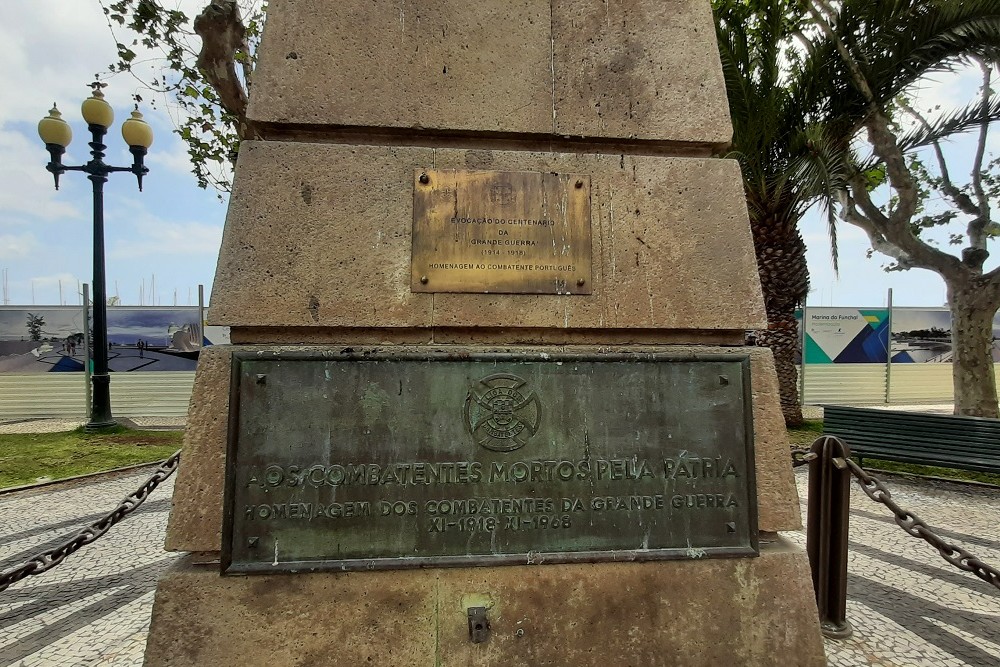 EVOCAÇÃO DO CENTENÁRIO
DA
GRANDE GUERRA
(1914 - 1918)
HOMENAGEM AO COMBATENTE PORTUGUÊS
AOS COMBATENTES MORTOS PELA PÁTRIA
HOMENAGEM DOS COMBATENTES DA GRANDE GUERRA
XI-1918-XI-1968
Marina do Funchal